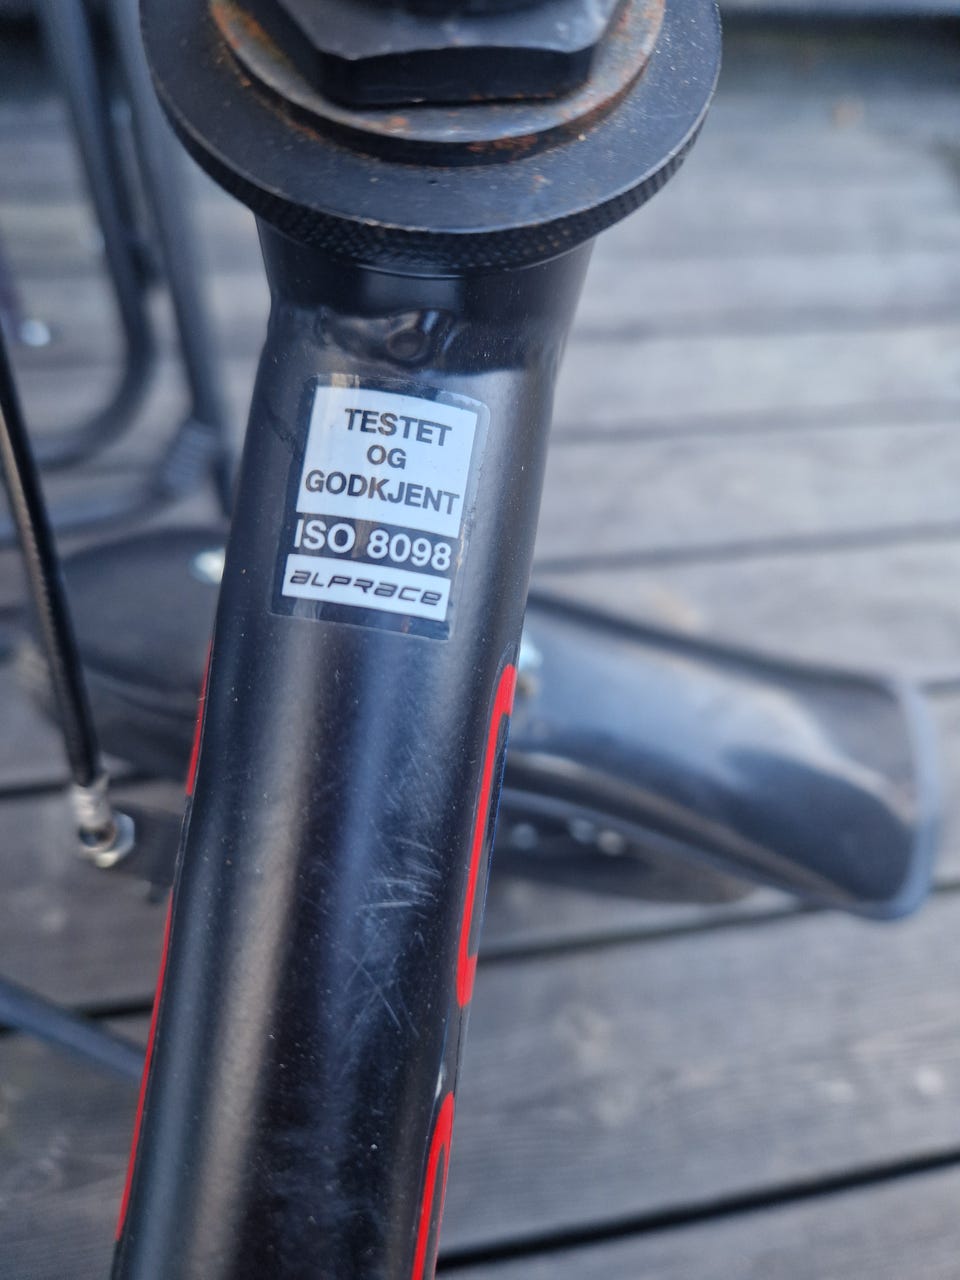 TESTET
OG
GODKJENT
ISO 8098
ALPRACE